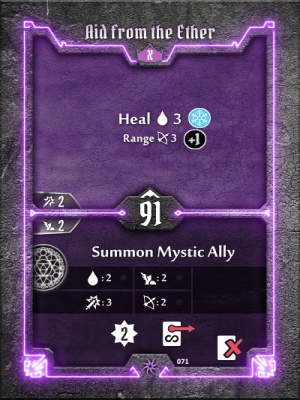 Aid from the Ether
X
Heal 3
Range 3 +1
2
91
2
Summon Mystic Ally
: 2 : 2
: 3 : 2
2
071